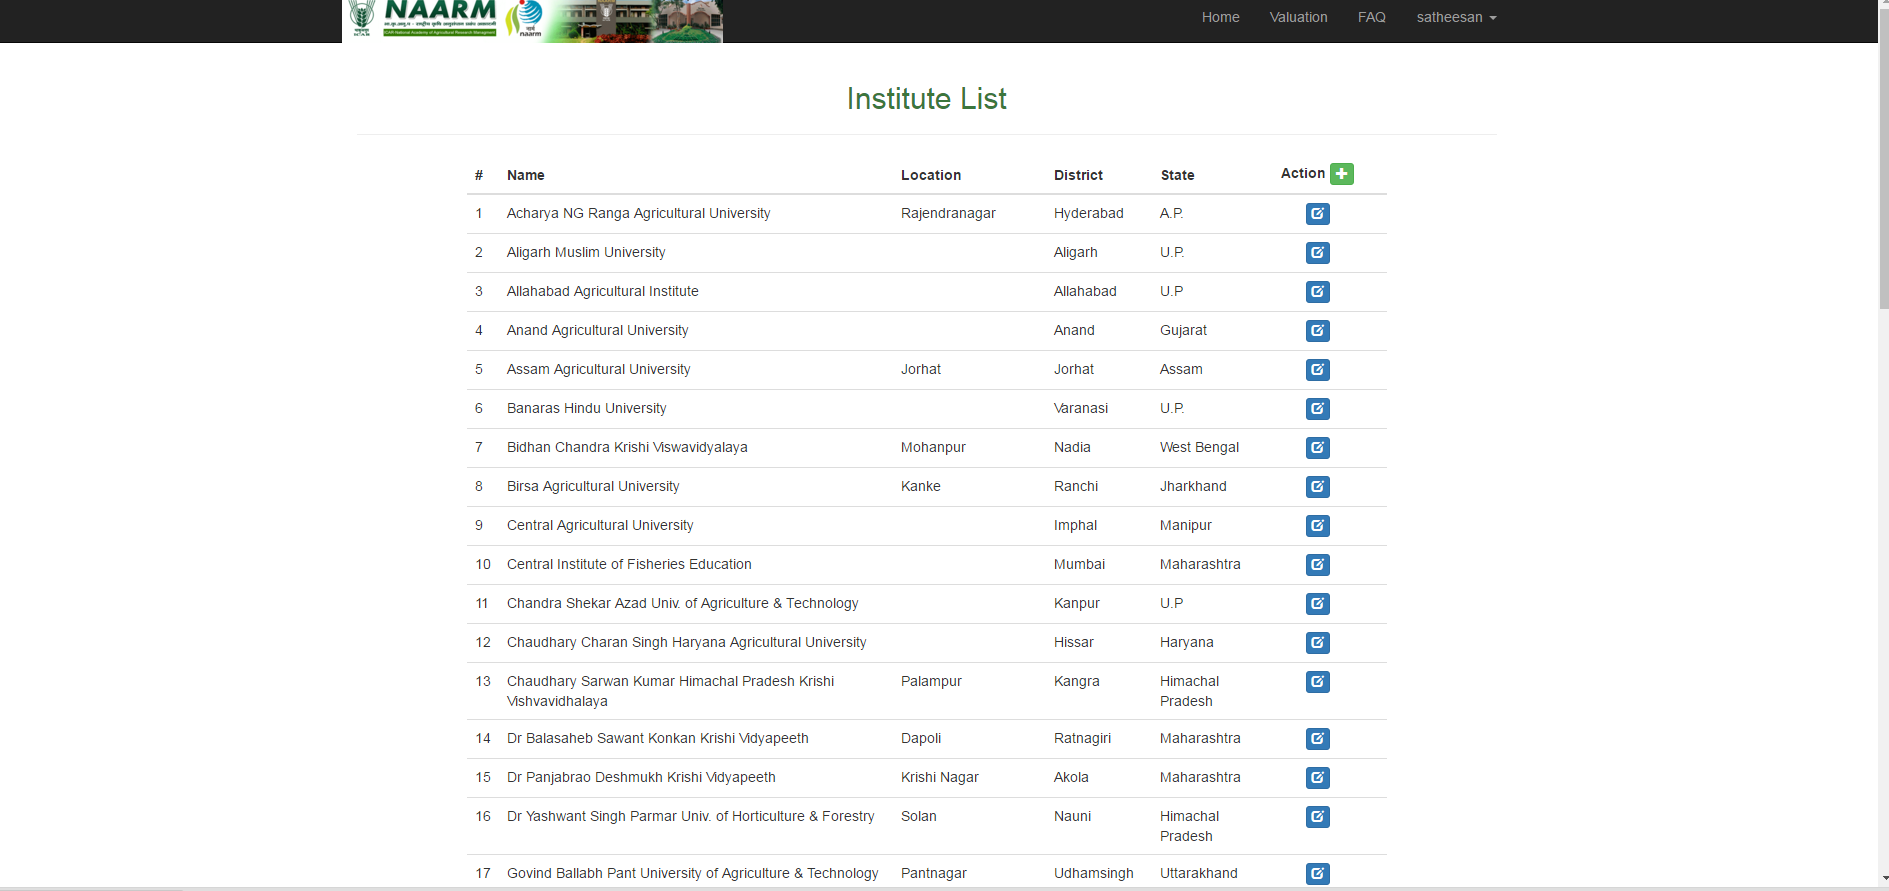 NAARM
naarm
Home Valuation FAQ satheesan
Institute List
# Name Location District State Action
1 Acharya NG Ranga Agricultural University Rajendranagar Hyderabad A.P.
2 Aligarh Muslim University Aligarh U.P.
3 Allahabad Agricultural Institute Allahabad U.P
4 Anand Agricultural University Anand Gujarat
5 Assam Agricultural University Jorhat Jorhat Assam
6 Banaras Hindu University Varanasi U.P.
7 Bidhan Chandra Krishi Viswavidyalaya Mohanpur Nadia West Bengal
8 Birsa Agricultural University Kanke Ranchi Jharkhand
9 Central Agricultural University Imphal Manipur
10 Central Institute of Fisheries Education Mumbai Maharashtra
11 Chandra Shekar Azad Univ. of Agriculture & Technology Kanpur U.P
12 Chaudhary Charan Singh Haryana Agricultural University Hissar Haryana
13 Chaudhary Sarwan Kumar Himachal Pradesh Krishi Palampur Kangra Himachal
Vishvavidhalaya Pradesh
14 Dr Balasaheb Sawant Konkan Krishi Vidyapeeth Dapoli Ratnagiri Maharashtra
15 Dr Panjabrao Deshmukh Krishi Vidyapeeth Krishi Nagar Akola Maharashtra
16 Dr Yashwant Singh Parmar Univ. of Horticulture & Forestry Solan Nauni Himachal
Pradesh
17 Govind Ballabh Pant University of Agriculture & Technology Pantnagar Udhamsingh Uttarakhand